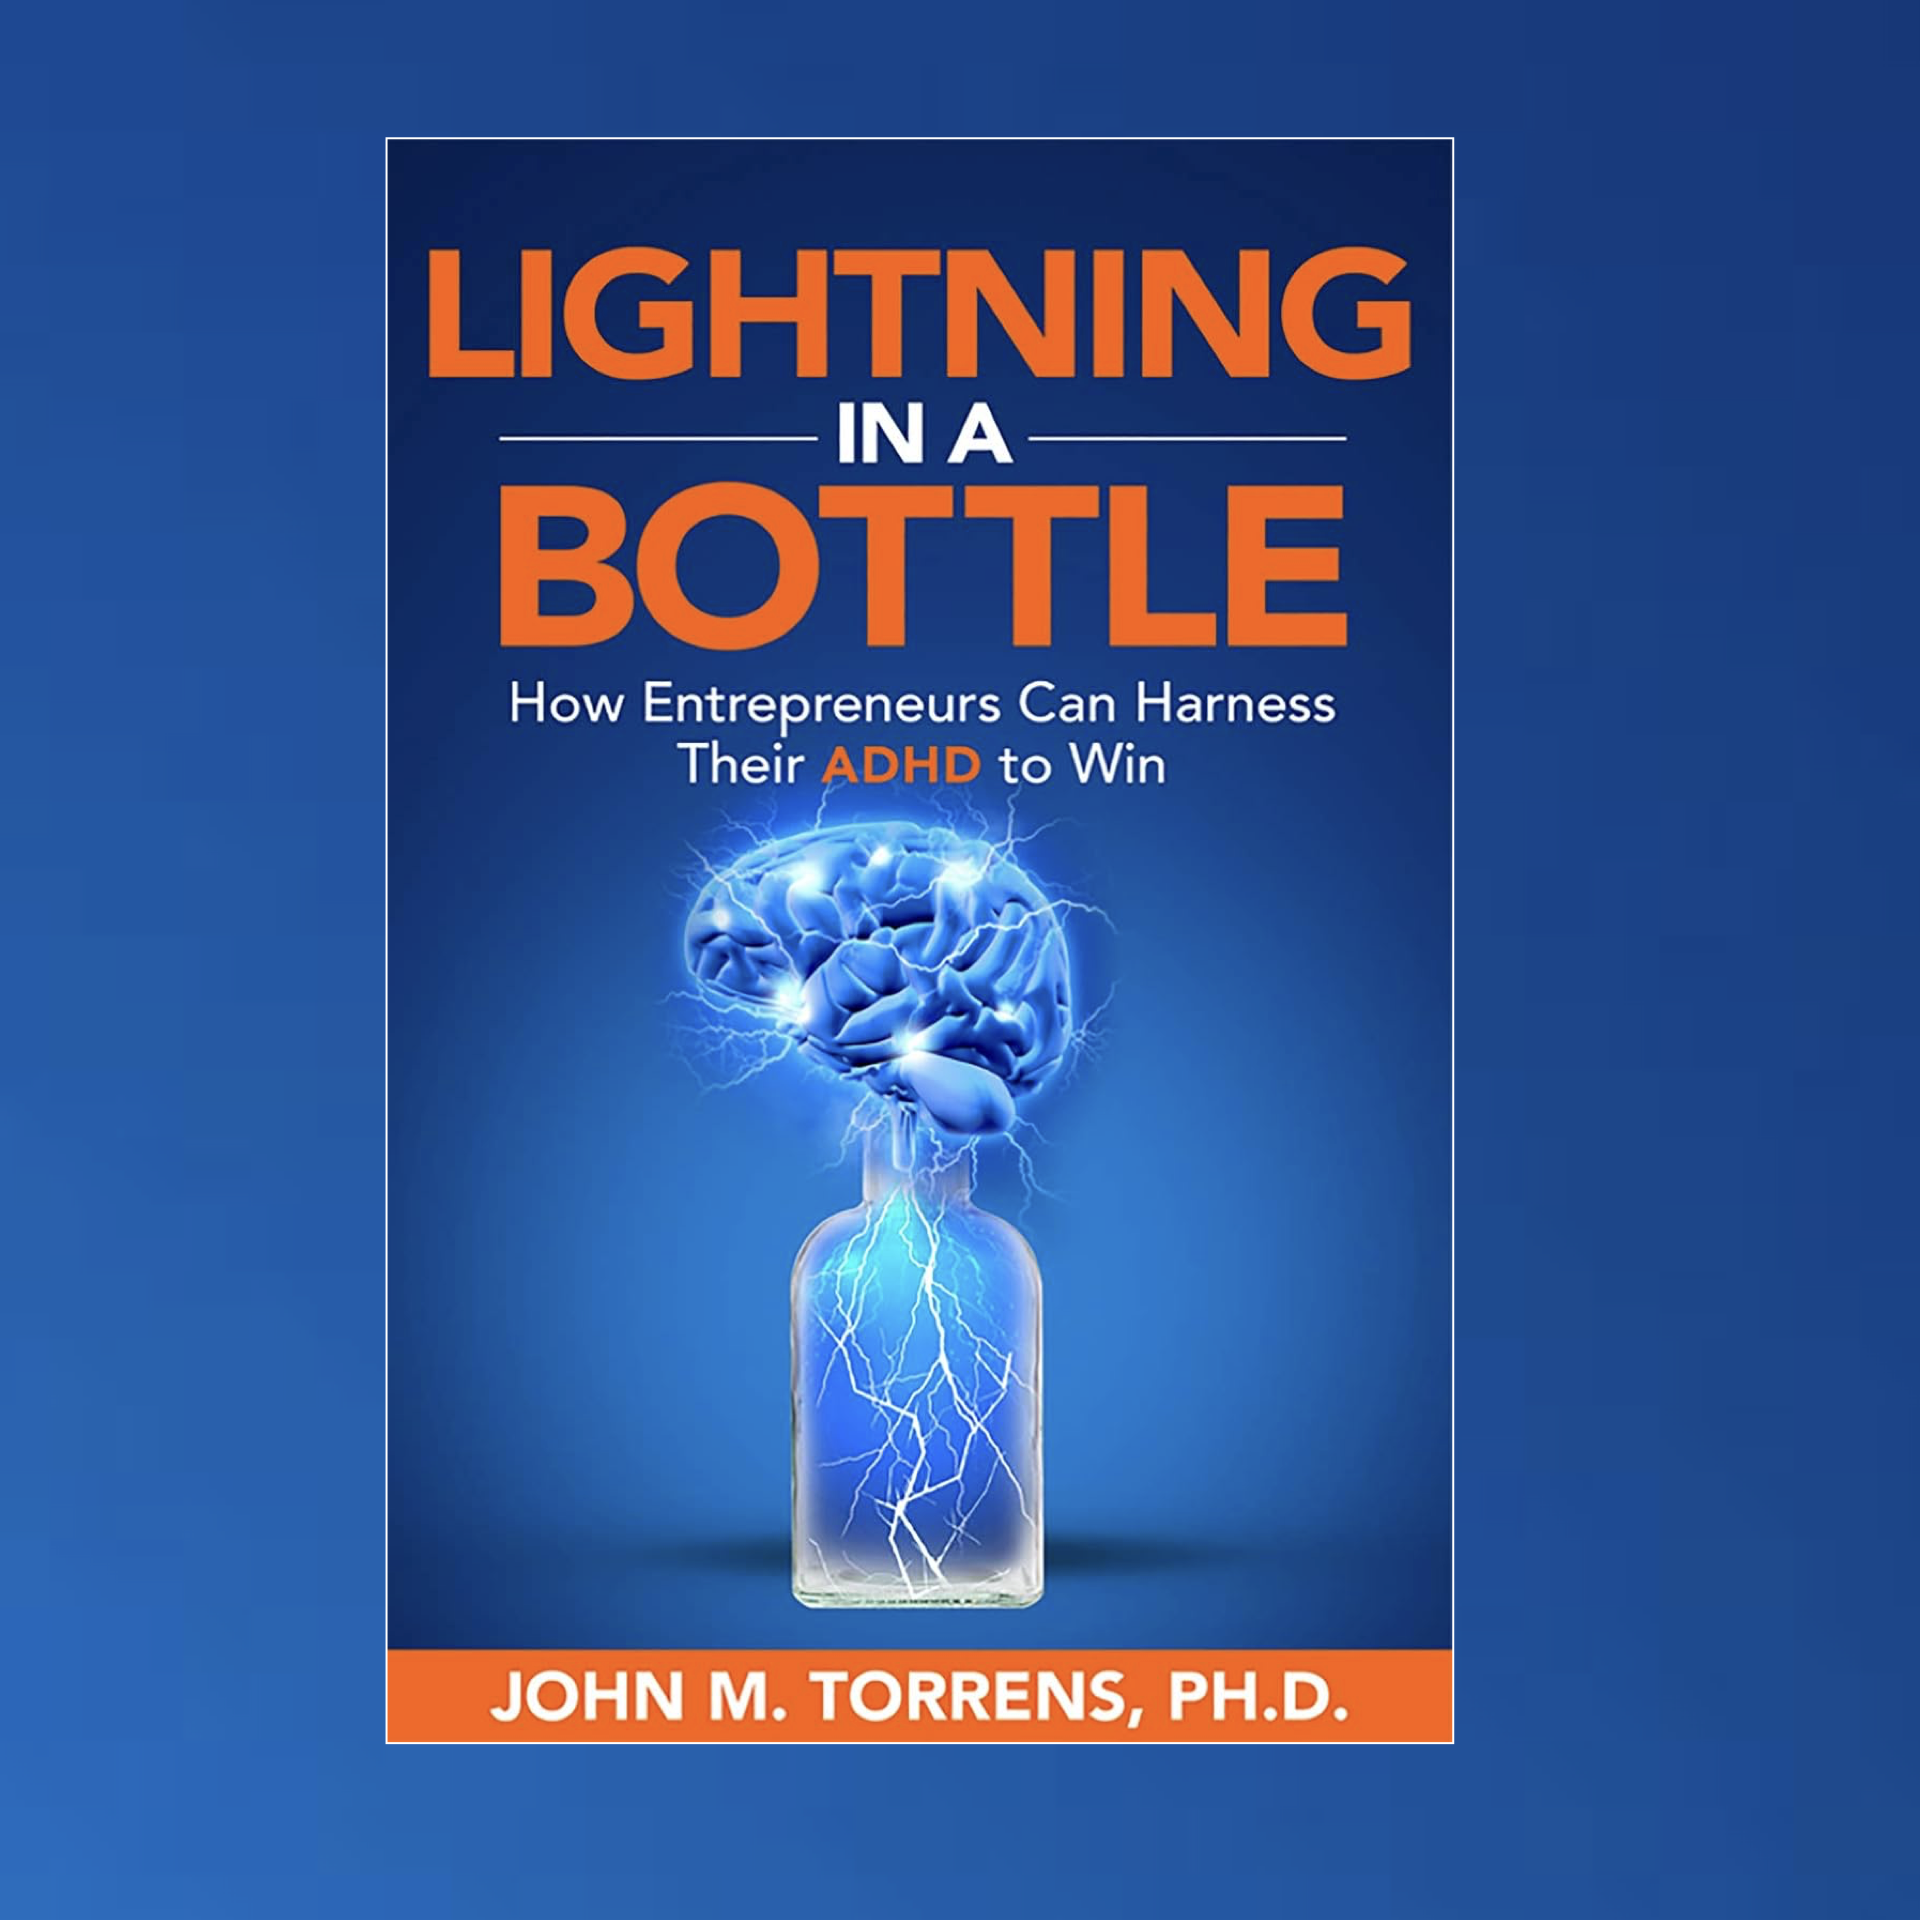 LIGHTNING
IN A
BOTTLE
How Entrepreneurs Can Harness
Their ADHD to Win
JOHN M. TORRENS, PH.D.